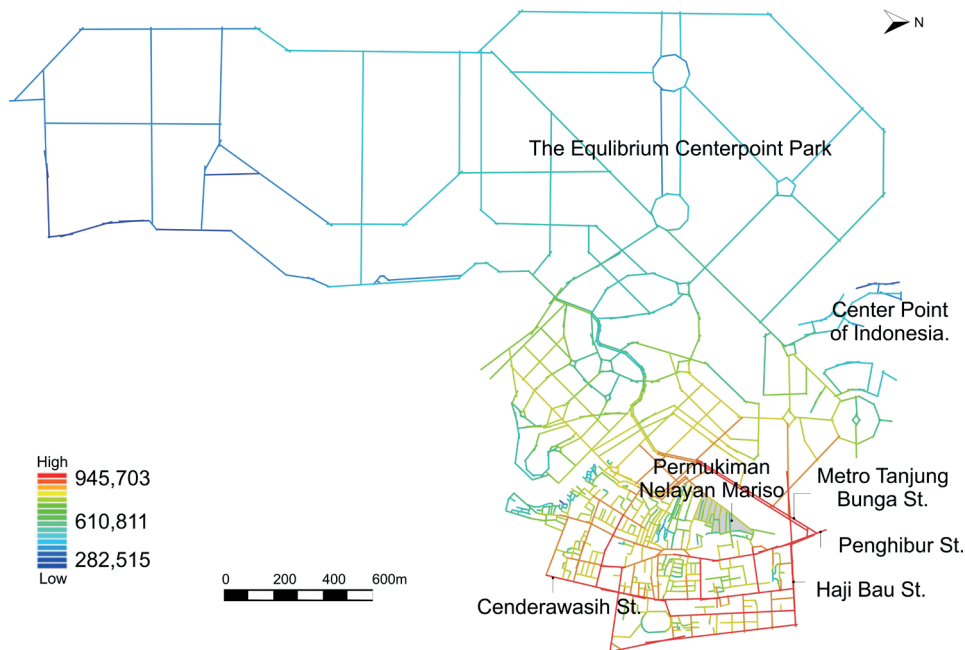 N
The Equlibrium Centerpoint Park
Center Point
of Indonesia.
High
945,703
610,811
282,515
Low
0 200 400 600m
Permukiman
Nelayan Mariso
Metro Tanjung
Bunga St.
Penghibur St.
Haji Bau St.
Cenderawasih St.